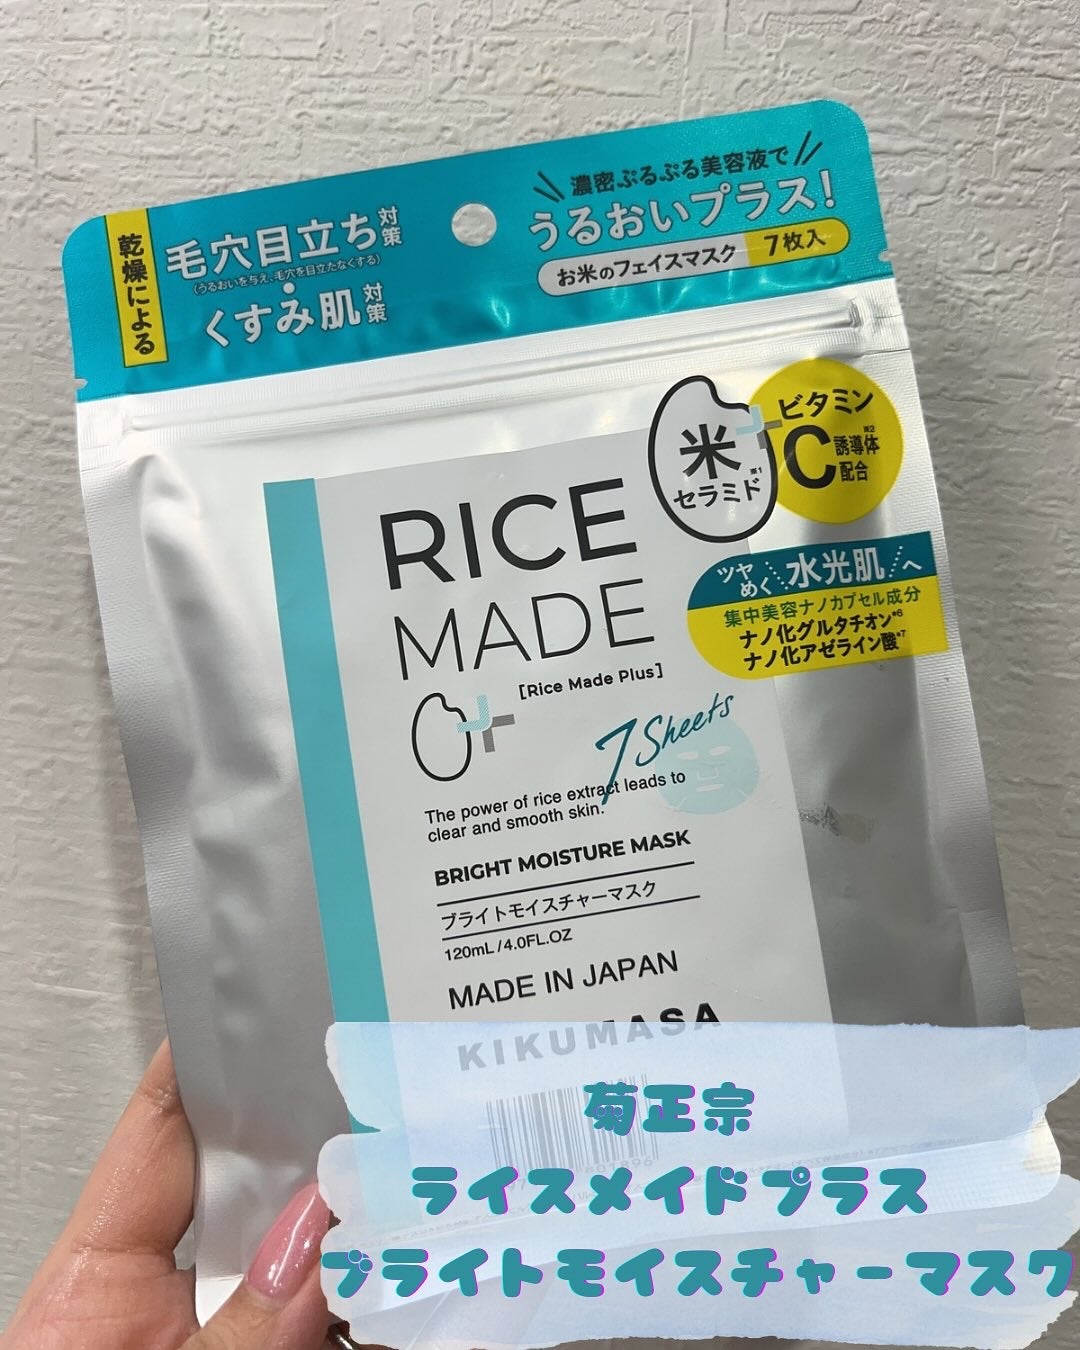 乾燥による
毛穴目立ち対策
(うるおいを与え、毛穴を目立たなくする)
・
くすみ肌対策
濃密ぷるぷる美容液で
うるおいプラス!
お米のフェイスマスク 7枚入
米
セラミド※1
ビタミン
C誘導体※2
配合
ツヤめく水光肌へ
集中美容ナノカプセル成分
ナノ化グルタチオン※6
ナノ化アゼライン酸※7
RICE
MADE
[Rice Made Plus]
7 Sheets
The power of rice extract leads to
clear and smooth skin.
BRIGHT MOISTURE MASK
ブライトモイスチャーマスク
120mL/4.0FL.OZ
MADE IN JAPAN
KIKUMASA
菊正宗
ライスメイドプラス
ブライトモイスチャーマスク